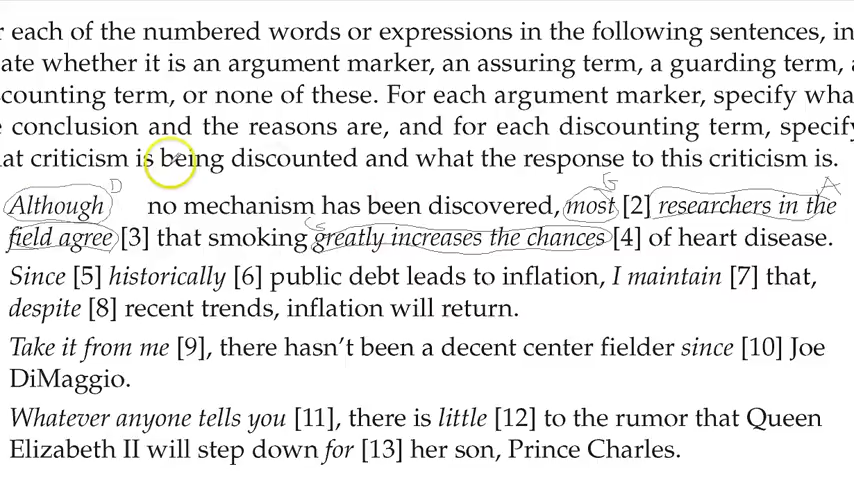 r each of the numbered words or expressions in the following sentences, in
ate whether it is an argument marker, an assuring term, a guarding term, a
counting term, or none of these. For each argument marker, specify wha
e conclusion and the reasons are, and for each discounting term, specify
at criticism is being discounted and what the response to this criticism is.
D G A
Although no mechanism has been discovered, most [2] researchers in the
G
field agree [3] that smoking greatly increases the chances [4] of heart disease.
Since [5] historically [6] public debt leads to inflation, I maintain [7] that,
despite [8] recent trends, inflation will return.
Take it from me [9], there hasn't been a decent center fielder since [10] Joe
DiMaggio.
Whatever anyone tells you [11], there is little [12] to the rumor that Queen
Elizabeth II will step down for [13] her son, Prince Charles.